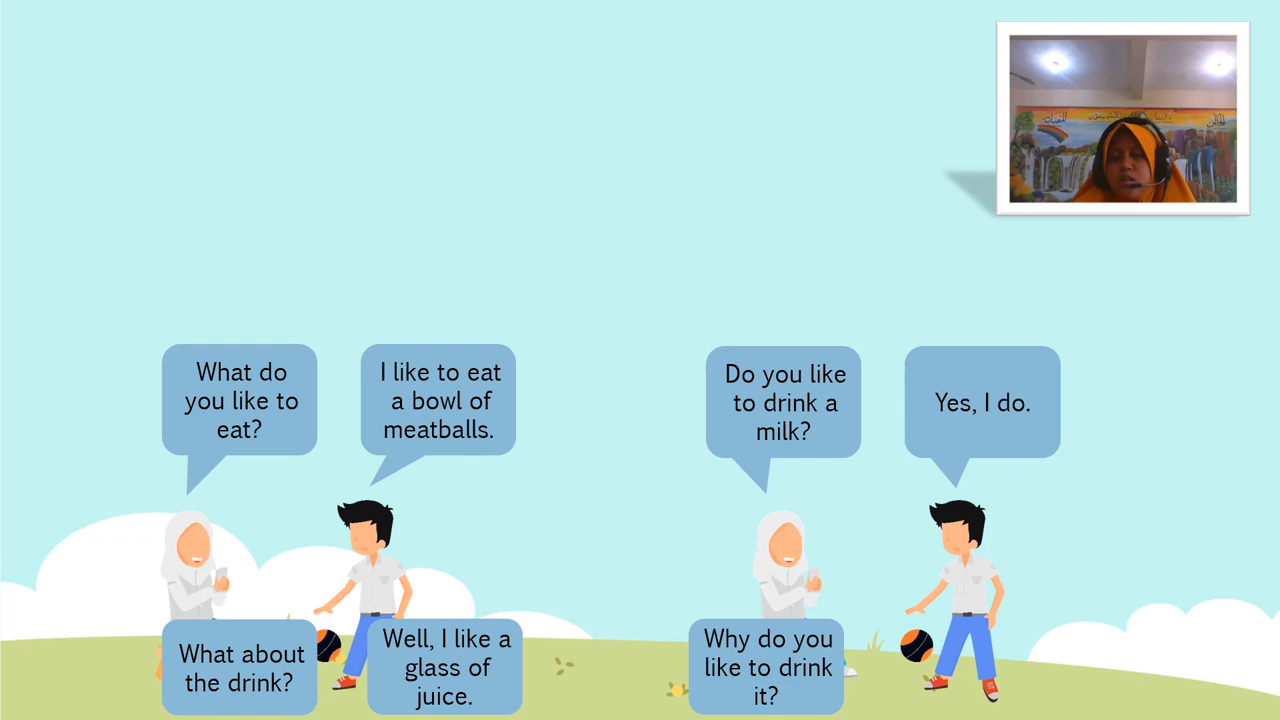 What do
you like to
eat?
I like to eat
a bowl of
meatballs.
What about
the drink?
Well, I like a
glass of
juice.
Do you like
to drink a
milk?
Yes, I do.
Why do you
like to drink
it?